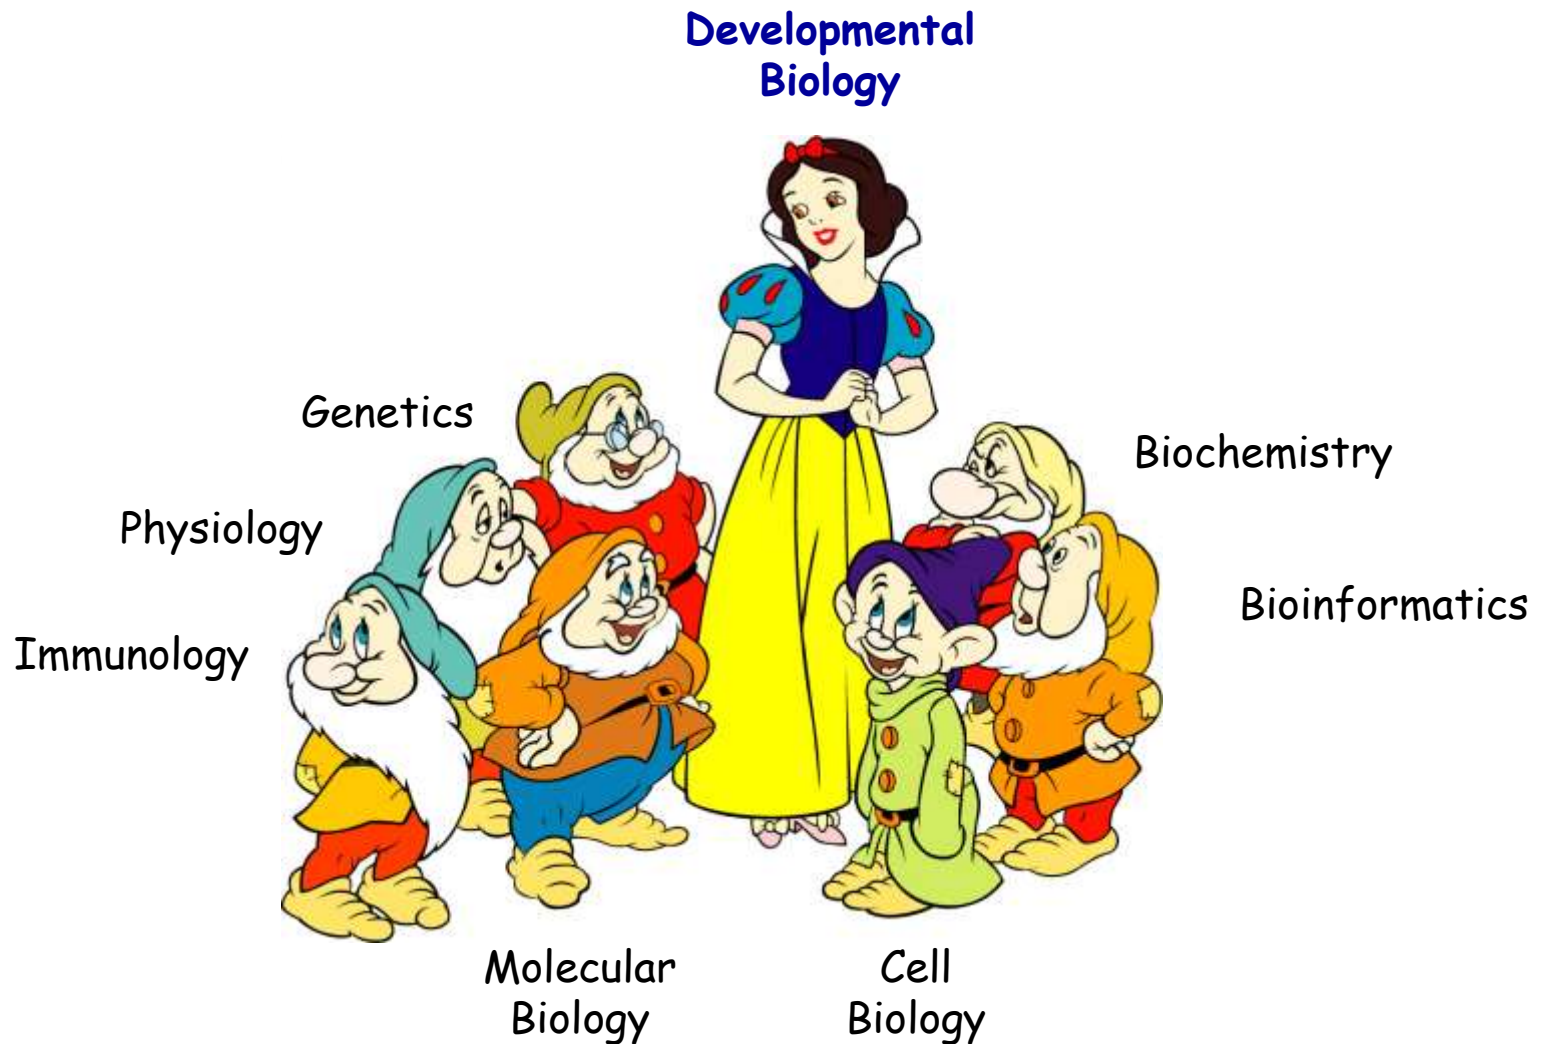 Developmental
Biology
Genetics
Biochemistry
Physiology
Bioinformatics
Immunology
Molecular
Biology
Cell
Biology